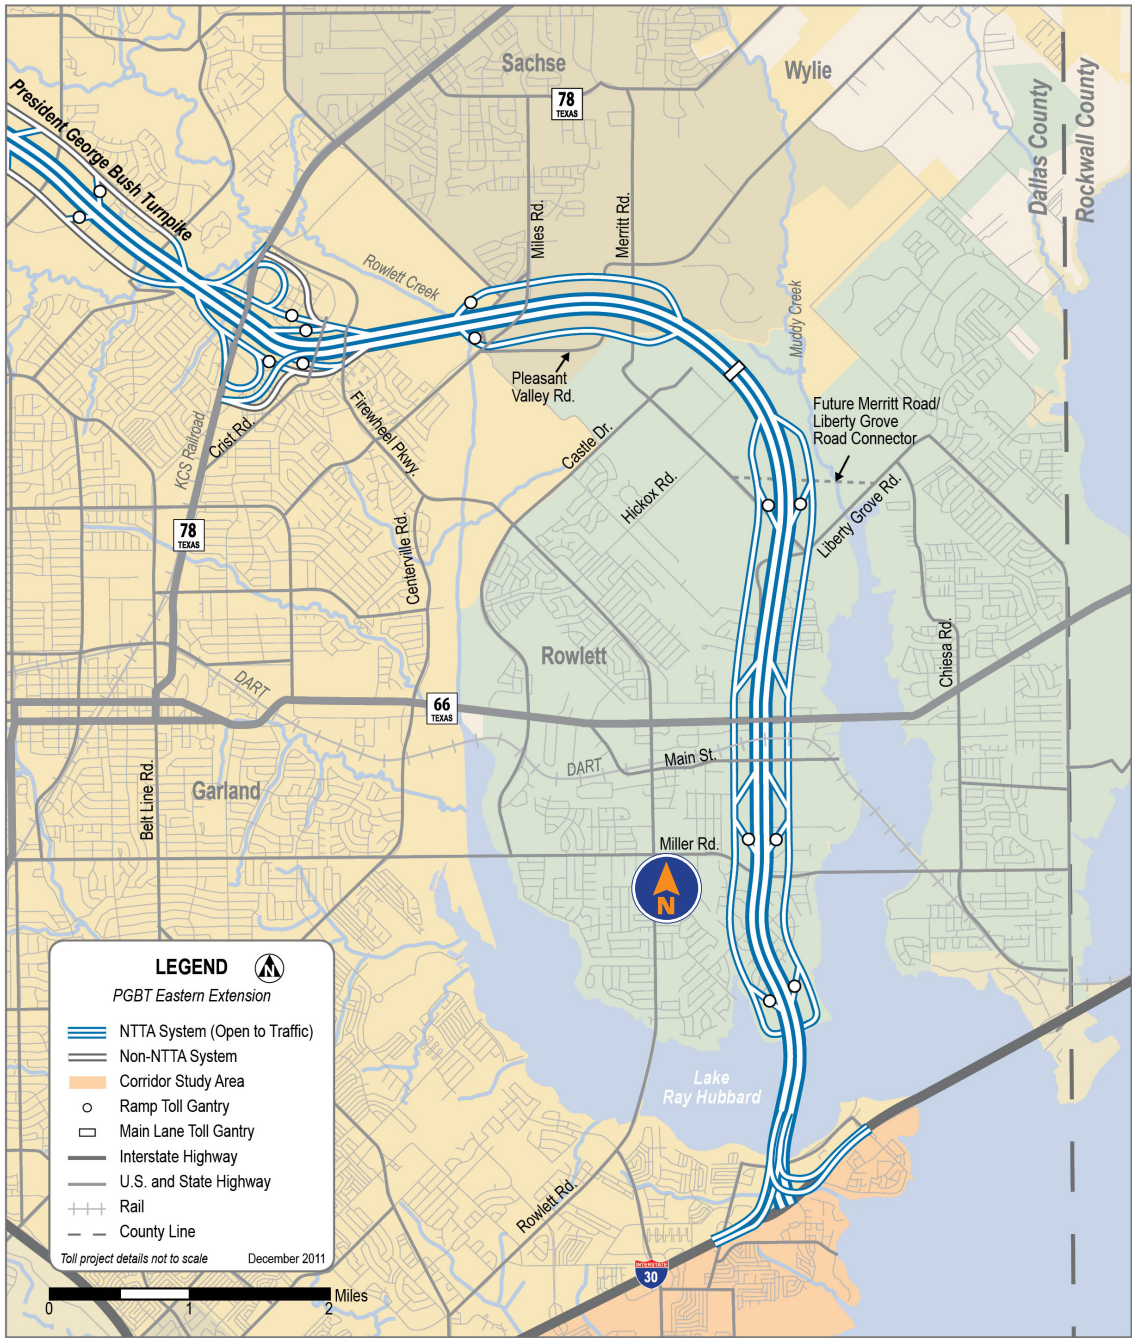 Sachse
Wylie
78
TEXAS
Dallas County
Rockwall County
President George Bush Turnpike
Miles Rd.
Merritt Rd.
Rowlett Creek
Muddy Creek
Pleasant
Valley Rd.
Future Merritt Road/
Liberty Grove
Road Connector
KCS Railroad
Crist Rd.
Firewheel Pkwy.
Castle Dr.
Hickox Rd.
Liberty Grove Rd.
78
TEXAS
Centerville Rd.
Rowlett
Chiesa Rd.
DART
66
TEXAS
DART
Main St.
Garland
Belt Line Rd.
Miller Rd.
N
LEGEND
N
PGBT Eastern Extension
NTTA System (Open to Traffic)
Non-NTTA System
Corridor Study Area
Ramp Toll Gantry
Main Lane Toll Gantry
Interstate Highway
U.S. and State Highway
Rail
County Line
Toll project details not to scale
December 2011
Lake
Ray Hubbard
Rowlett Rd.
INTERSTATE
30
Miles
0
1
2